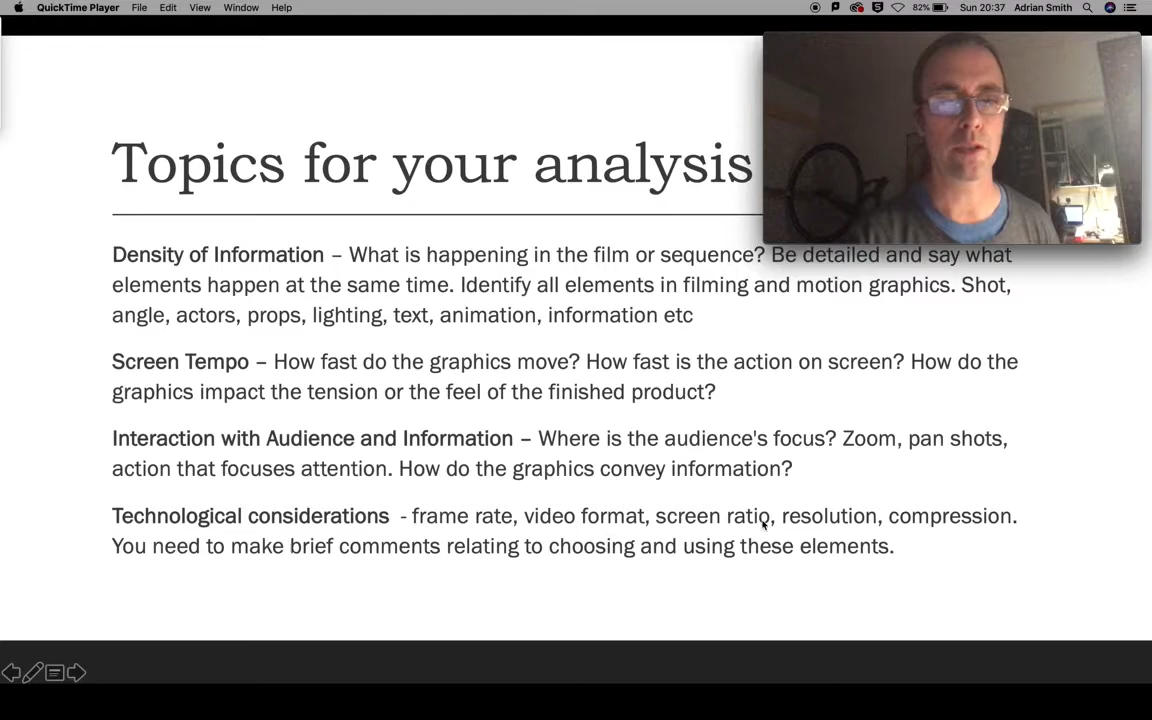 QuickTime Player File Edit View Window Help 82% Sun 20:37 Adrian Smith
Topics for your analysis
Density of Information – What is happening in the film or sequence? Be detailed and say what
elements happen at the same time. Identify all elements in filming and motion graphics. Shot,
angle, actors, props, lighting, text, animation, information etc
Screen Tempo – How fast do the graphics move? How fast is the action on screen? How do the
graphics impact the tension or the feel of the finished product?
Interaction with Audience and Information – Where is the audience's focus? Zoom, pan shots,
action that focuses attention. How do the graphics convey information?
Technological considerations - frame rate, video format, screen ratio, resolution, compression.
You need to make brief comments relating to choosing and using these elements.